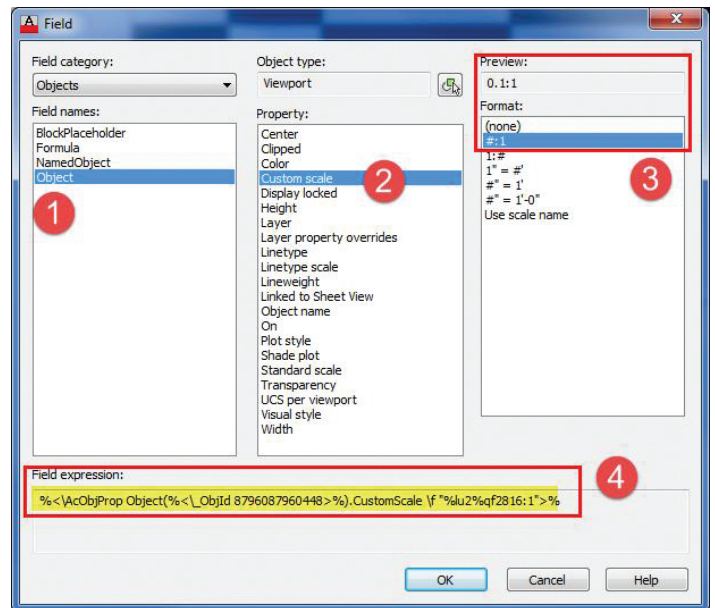 A Field
Field category:
Objects
Field names:
BlockPlaceholder
Formula
NamedObject
Object
1
Object type:
Viewport
Property:
Center
Clipped
Color
Custom scale
2
Display locked
Height
Layer
Layer property overrides
Linetype
Linetype scale
Lineweight
Linked to Sheet View
Object name
On
Plot style
Shade plot
Standard scale
Transparency
UCS per viewport
Visual style
Width
Preview:
0.1:1
Format:
(none)
#:1
1:#
1" = #'
#" = 1'
#" = 1'-0"
Use scale name
3
Field expression:
4
%<\AcObjProp Object(%<\_ObjId 8796087960448>%).CustomScale \f "%lu2%qf2816:1">%
OK Cancel Help